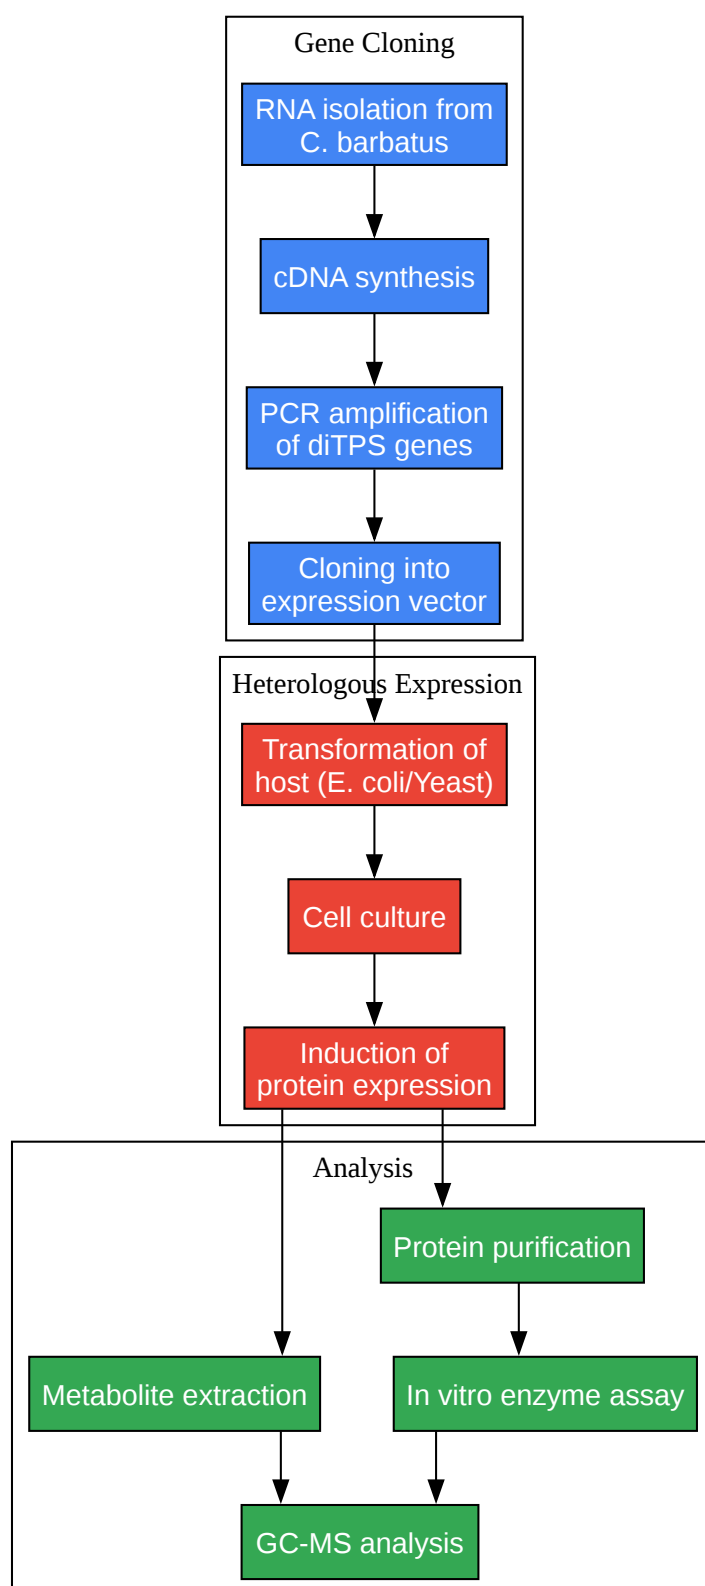 Gene Cloning
RNA isolation from
C. barbatus
cDNA synthesis
PCR amplification
of diTPS genes
Cloning into
expression vector
Heterologous Expression
Transformation of
host (E. coli/Yeast)
Cell culture
Induction of
protein expression
Analysis
Protein purification
Metabolite extraction
In vitro enzyme assay
GC-MS analysis